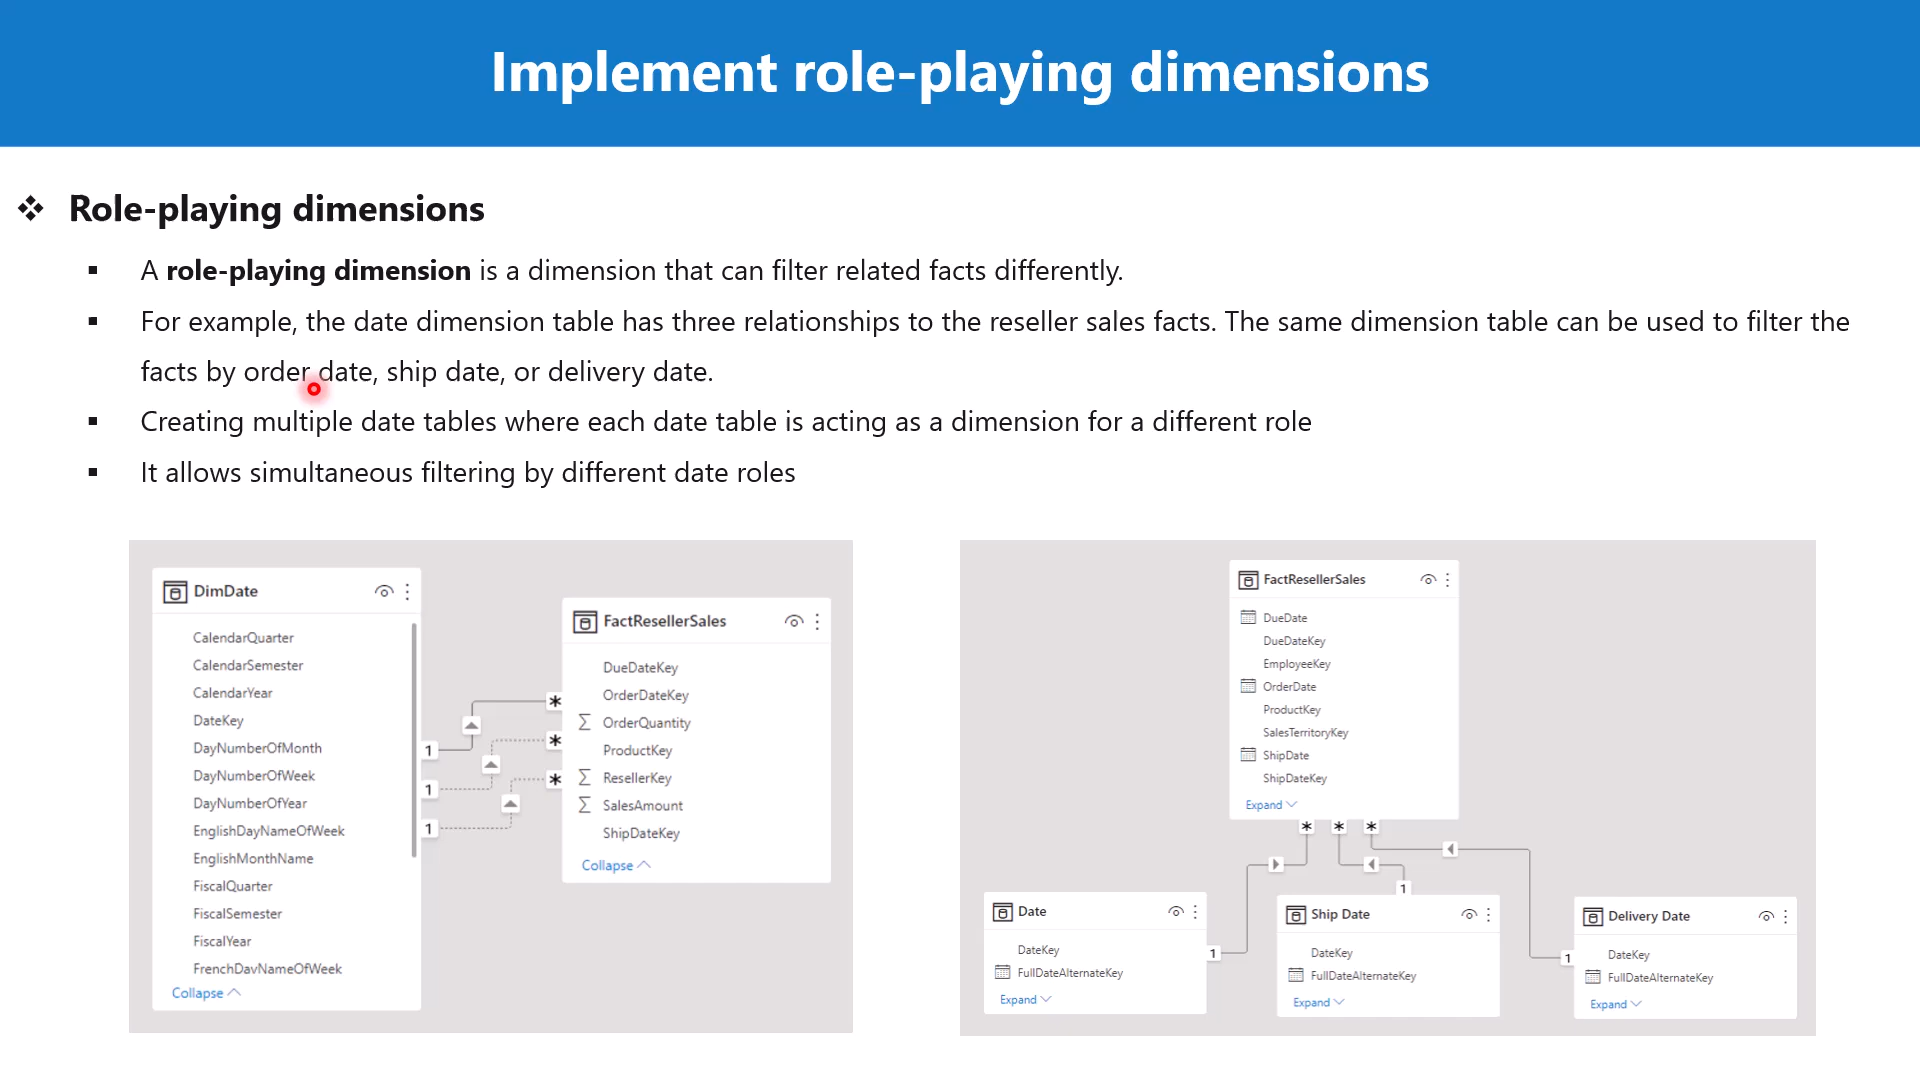 Implement role-playing dimensions
❖ Role-playing dimensions
▪ A role-playing dimension is a dimension that can filter related facts differently.
▪ For example, the date dimension table has three relationships to the reseller sales facts. The same dimension table can be used to filter the
facts by order date, ship date, or delivery date.
▪ Creating multiple date tables where each date table is acting as a dimension for a different role
▪ It allows simultaneous filtering by different date roles
DimDate
CalendarQuarter
CalendarSemester
CalendarYear
DateKey
DayNumberOfMonth
DayNumberOfWeek
DayNumberOfYear
EnglishDayNameOfWeek
EnglishMonthName
FiscalQuarter
FiscalSemester
FiscalYear
FrenchDayNameOfWeek
Collapse
1
1
1
*
*
*
FactResellerSales
DueDateKey
OrderDateKey
∑ OrderQuantity
ProductKey
∑ ResellerKey
∑ SalesAmount
ShipDateKey
Collapse
FactResellerSales
DueDate
DueDateKey
EmployeeKey
OrderDate
ProductKey
SalesTerritoryKey
ShipDate
ShipDateKey
Expand
* * *
1
1
1
Date
DateKey
FullDateAlternateKey
Expand
Ship Date
DateKey
FullDateAlternateKey
Expand
Delivery Date
DateKey
FullDateAlternateKey
Expand